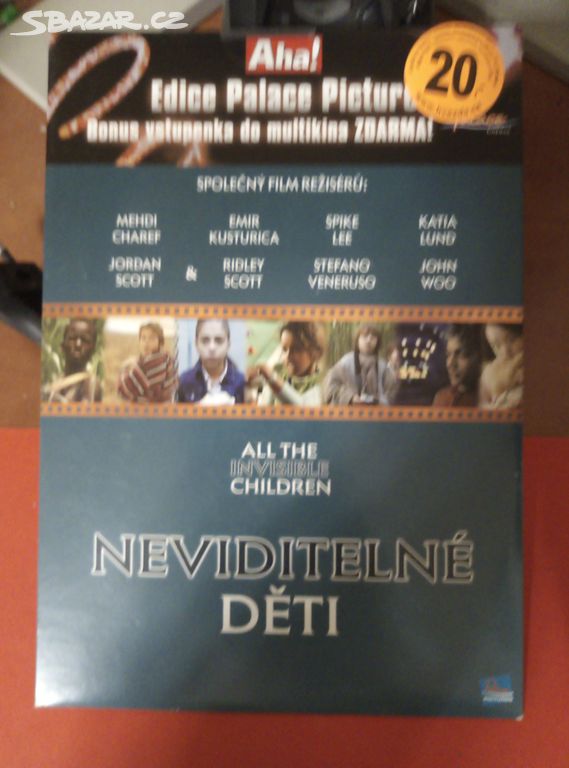 SBAZAR.CZ
Aha!
20
Edice Palace Pictur
Bonus vstupenka do multikina ZDARMA!
SPOLEČNÝ FILM REŽISÉRŮ:
MEHDI CHAREF
EMIR KUSTURICA
SPIKE LEE
KATIA LUND
JORDAN SCOTT
&
RIDLEY SCOTT
STEFANO VENERUSO
JOHN WOO
ALL THE
INVISIBLE
CHILDREN
NEVIDITELNÉ
DĚTI